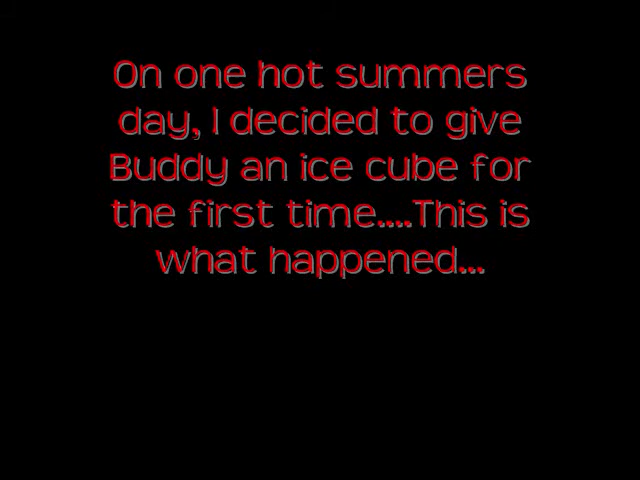 On one hot summers
day, I decided to give
Buddy an ice cube for
the first time....This is
what happened...